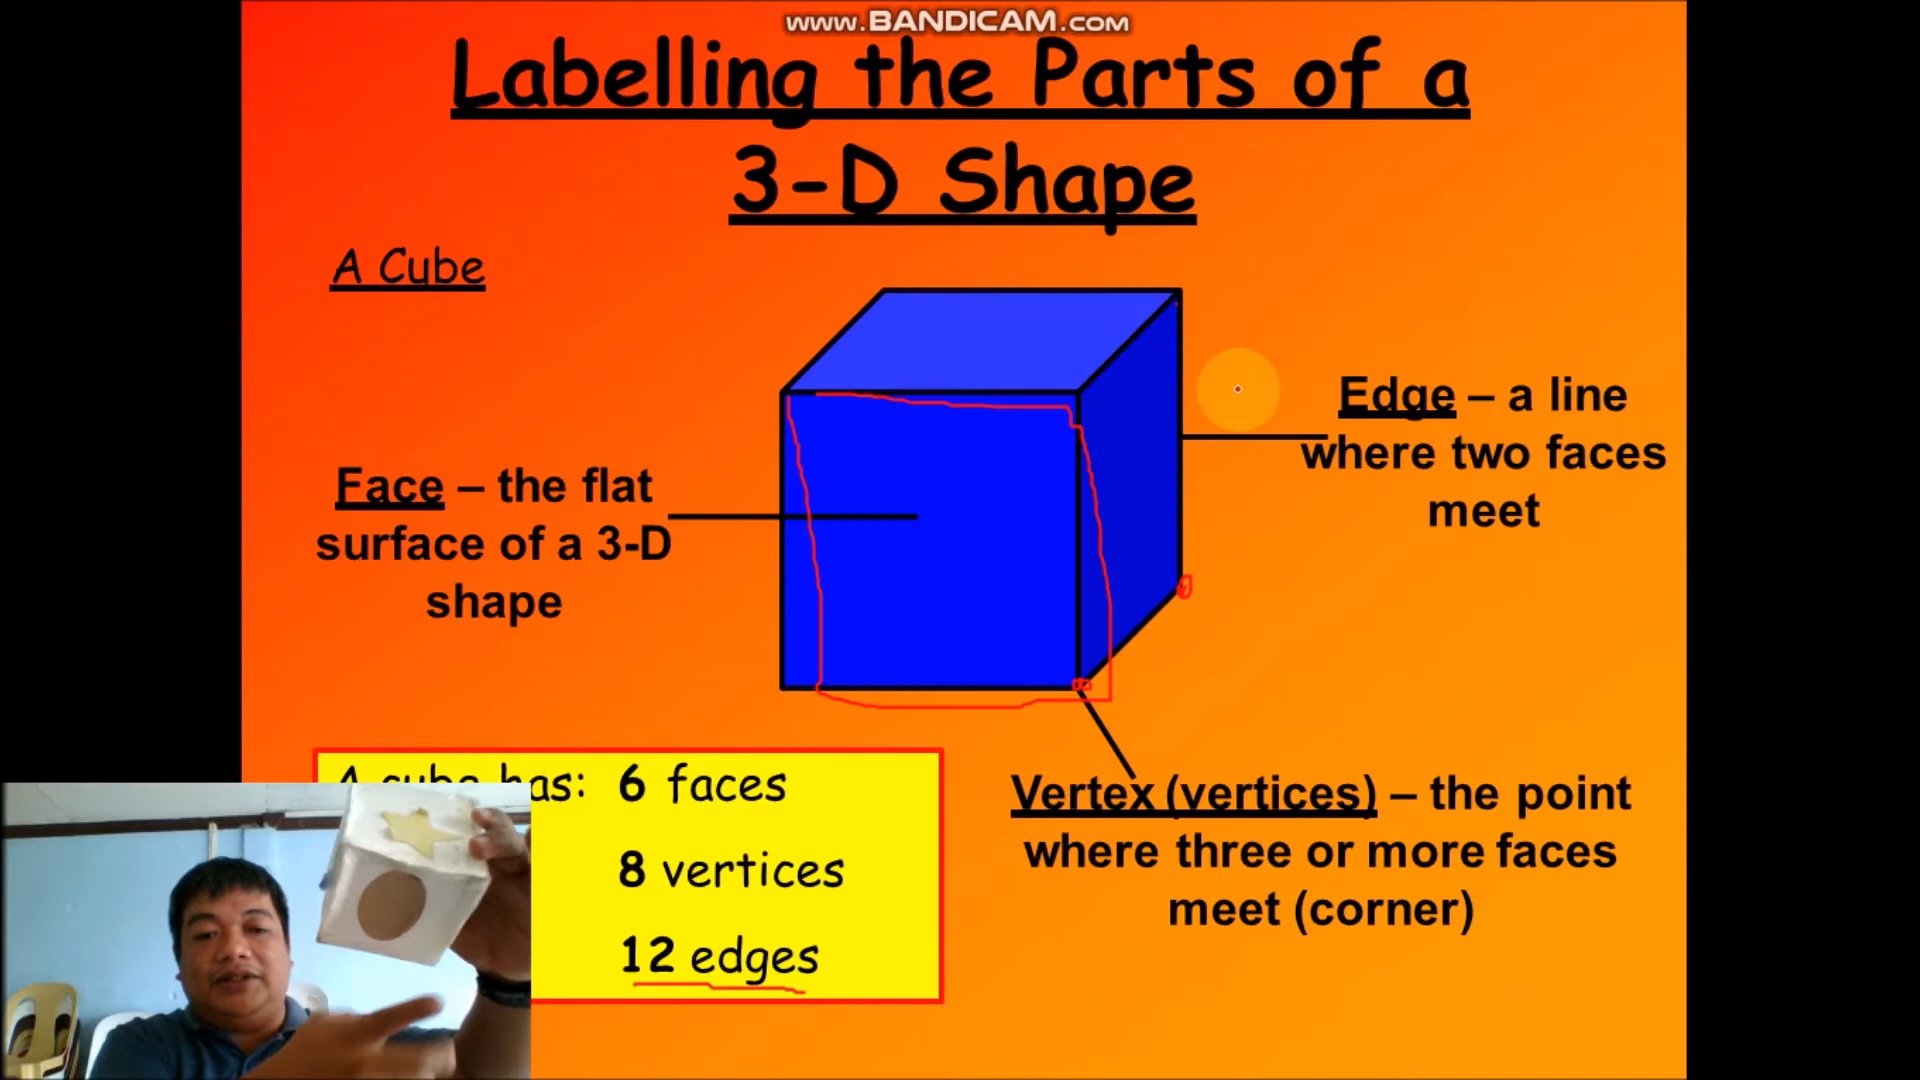 www.BANDICAM.com
Labelling the Parts of a
3-D Shape
A Cube
Edge – a line
where two faces
meet
Face – the flat
surface of a 3-D
shape
A cube has: 6 faces
8 vertices
12 edges
Vertex (vertices) – the point
where three or more faces
meet (corner)